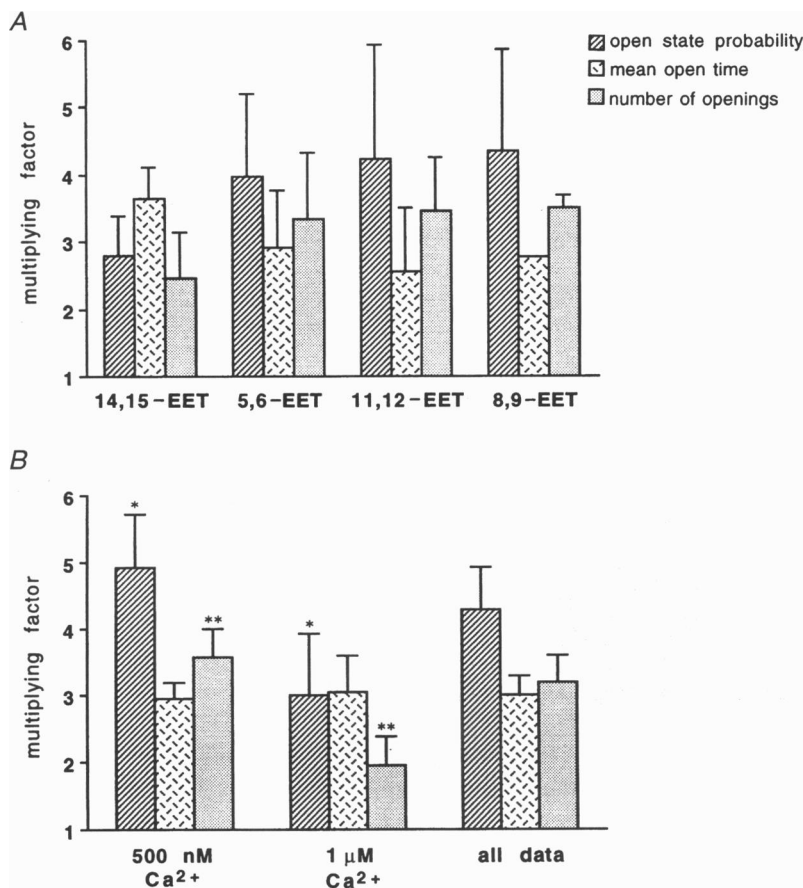 A
6
5
4
3
2
1
multiplying factor
open state probability
mean open time
number of openings
14,15-EET 5,6-EET 11,12-EET 8,9-EET
B
6
5
4
3
2
1
multiplying factor
*
**
*
**
500 nM
Ca2+
1 μM
Ca2+
all data